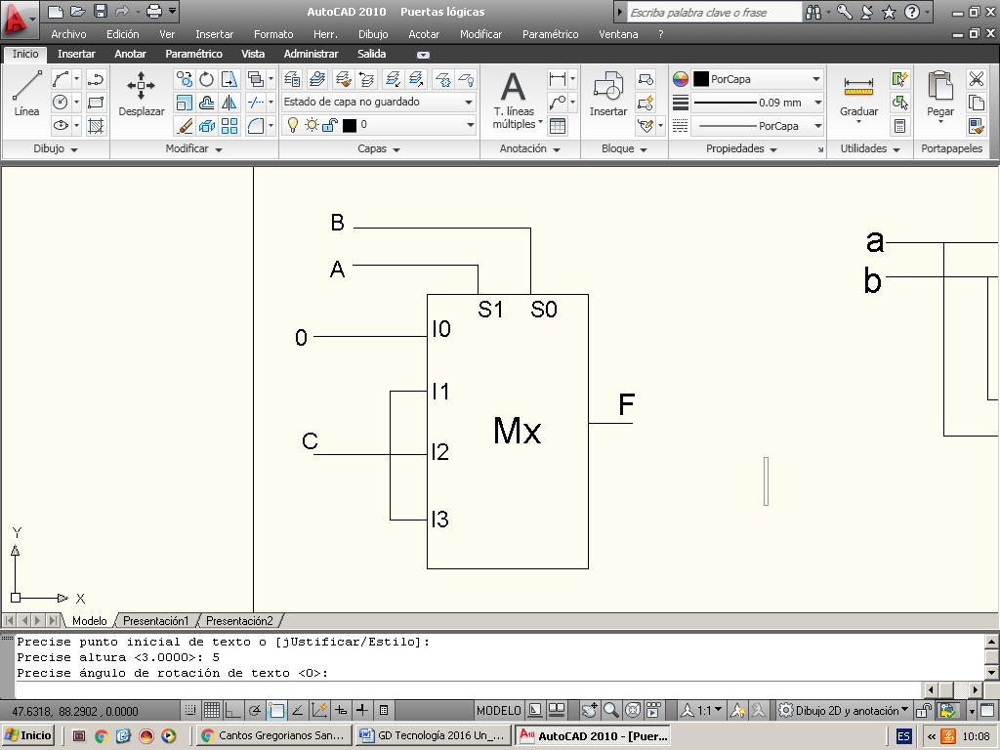 AutoCAD 2010 Puertas lógicas
Escriba palabra clave o frase
Archivo Edición Ver Insertar Formato Herr. Dibujo Acotar Modificar Paramétrico Ventana ?
Inicio Insertar Anotar Paramétrico Vista Administrar Salida
Línea
Desplazar
Estado de capa no guardado
0
T. líneas múltiples
Insertar
PorCapa
0.09 mm
PorCapa
Graduar
Pegar
Dibujo Modificar Capas Anotación Bloque Propiedades Utilidades Portapapeles
B
A
S1 S0
0
I0
I1
C
I2
I3
Mx
F
a
b
Y
X
Modelo Presentación1 Presentación2
Precise punto inicial de texto o [jUstificar/Estilo]:
Precise altura <3.0000>: 5
Precise ángulo de rotación de texto <0>:
47.6318, 88.2902, 0.0000
MODELO
1:1
Dibujo 2D y anotación
Inicio
Cantos Gregorianos San...
GD Tecnología 2016 Un_...
AutoCAD 2010 - [Puer...
ES
10:08